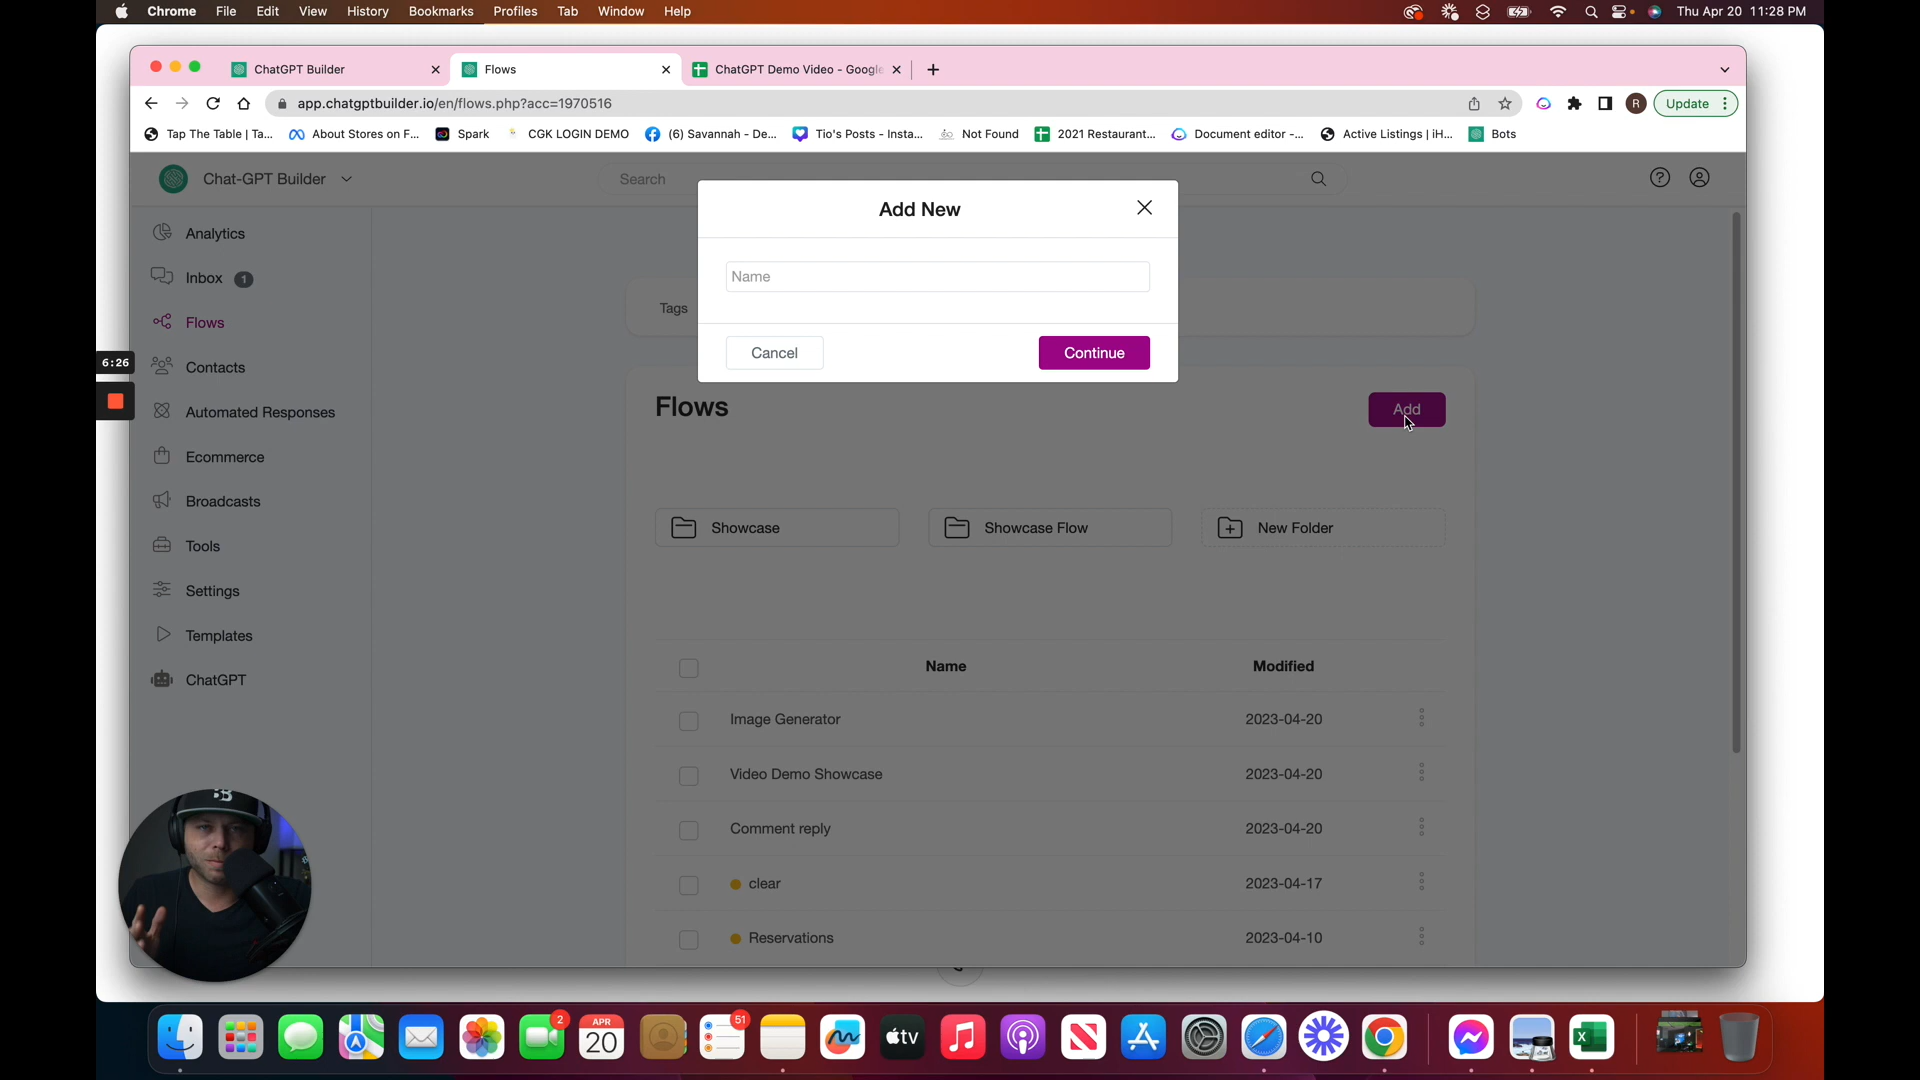 Chrome File Edit View History Bookmarks Profiles Tab Window Help Thu Apr 20 11:28 PM
ChatGPT Builder Flows ChatGPT Demo Video - Google
app.chatgptbuilder.io/en/flows.php?acc=1970516 R Update
Tap The Table | Ta... About Stores on F... Spark CGK LOGIN DEMO (6) Savannah - De... Tio's Posts - Insta... Not Found 2021 Restaurant... Document editor -... Active Listings | iH... Bots
Chat-GPT Builder Search
Add New
Analytics
Name
Inbox 1
Tags
Flows
Cancel Continue
6:26
Contacts
Flows Add
Automated Responses
Ecommerce
Broadcasts
Showcase Showcase Flow New Folder
Tools
Settings
Templates
Name Modified
ChatGPT
Image Generator 2023-04-20
Video Demo Showcase 2023-04-20
Comment reply 2023-04-20
clear 2023-04-17
Reservations 2023-04-10
2 APR 20 51 tv